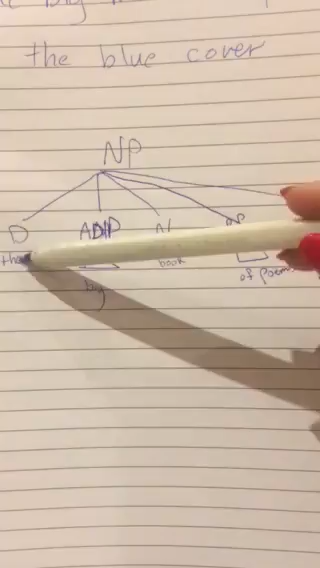 the blue cover
NP
D ADJP N PP
the book of poems
big